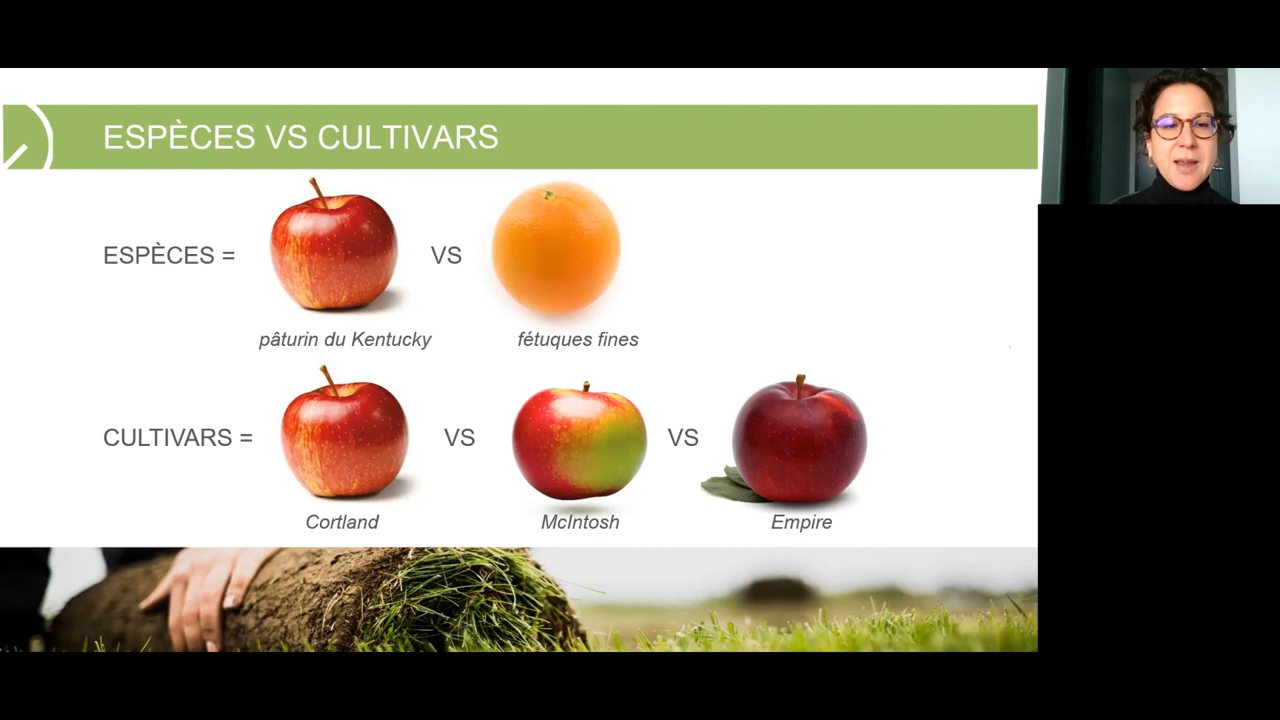 ESPÈCES VS CULTIVARS
ESPÈCES = VS
pâturin du Kentucky fétuques fines
CULTIVARS = VS VS
Cortland McIntosh Empire